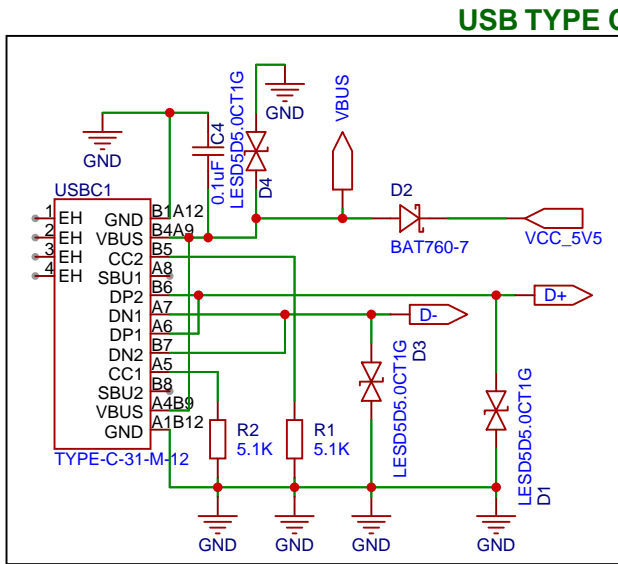 USB TYPE C
GND
GND
C4
0.1uF
LESD5D5.0CT1G
D4
VBUS
D2
BAT760-7
VCC_5V5
USBC1
1 EH
2 EH
3 EH
4 EH
GND B1A12
VBUS B4A9
CC2 B5
SBU1 A8
DP2 B6
DN1 A7
DP1 A6
DN2 B7
CC1 A5
SBU2 B8
VBUS A4B9
GND A1B12
TYPE-C-31-M-12
D+
D-
D3
LESD5D5.0CT1G
LESD5D5.0CT1G
D1
R2
5.1K
R1
5.1K
GND
GND
GND
GND